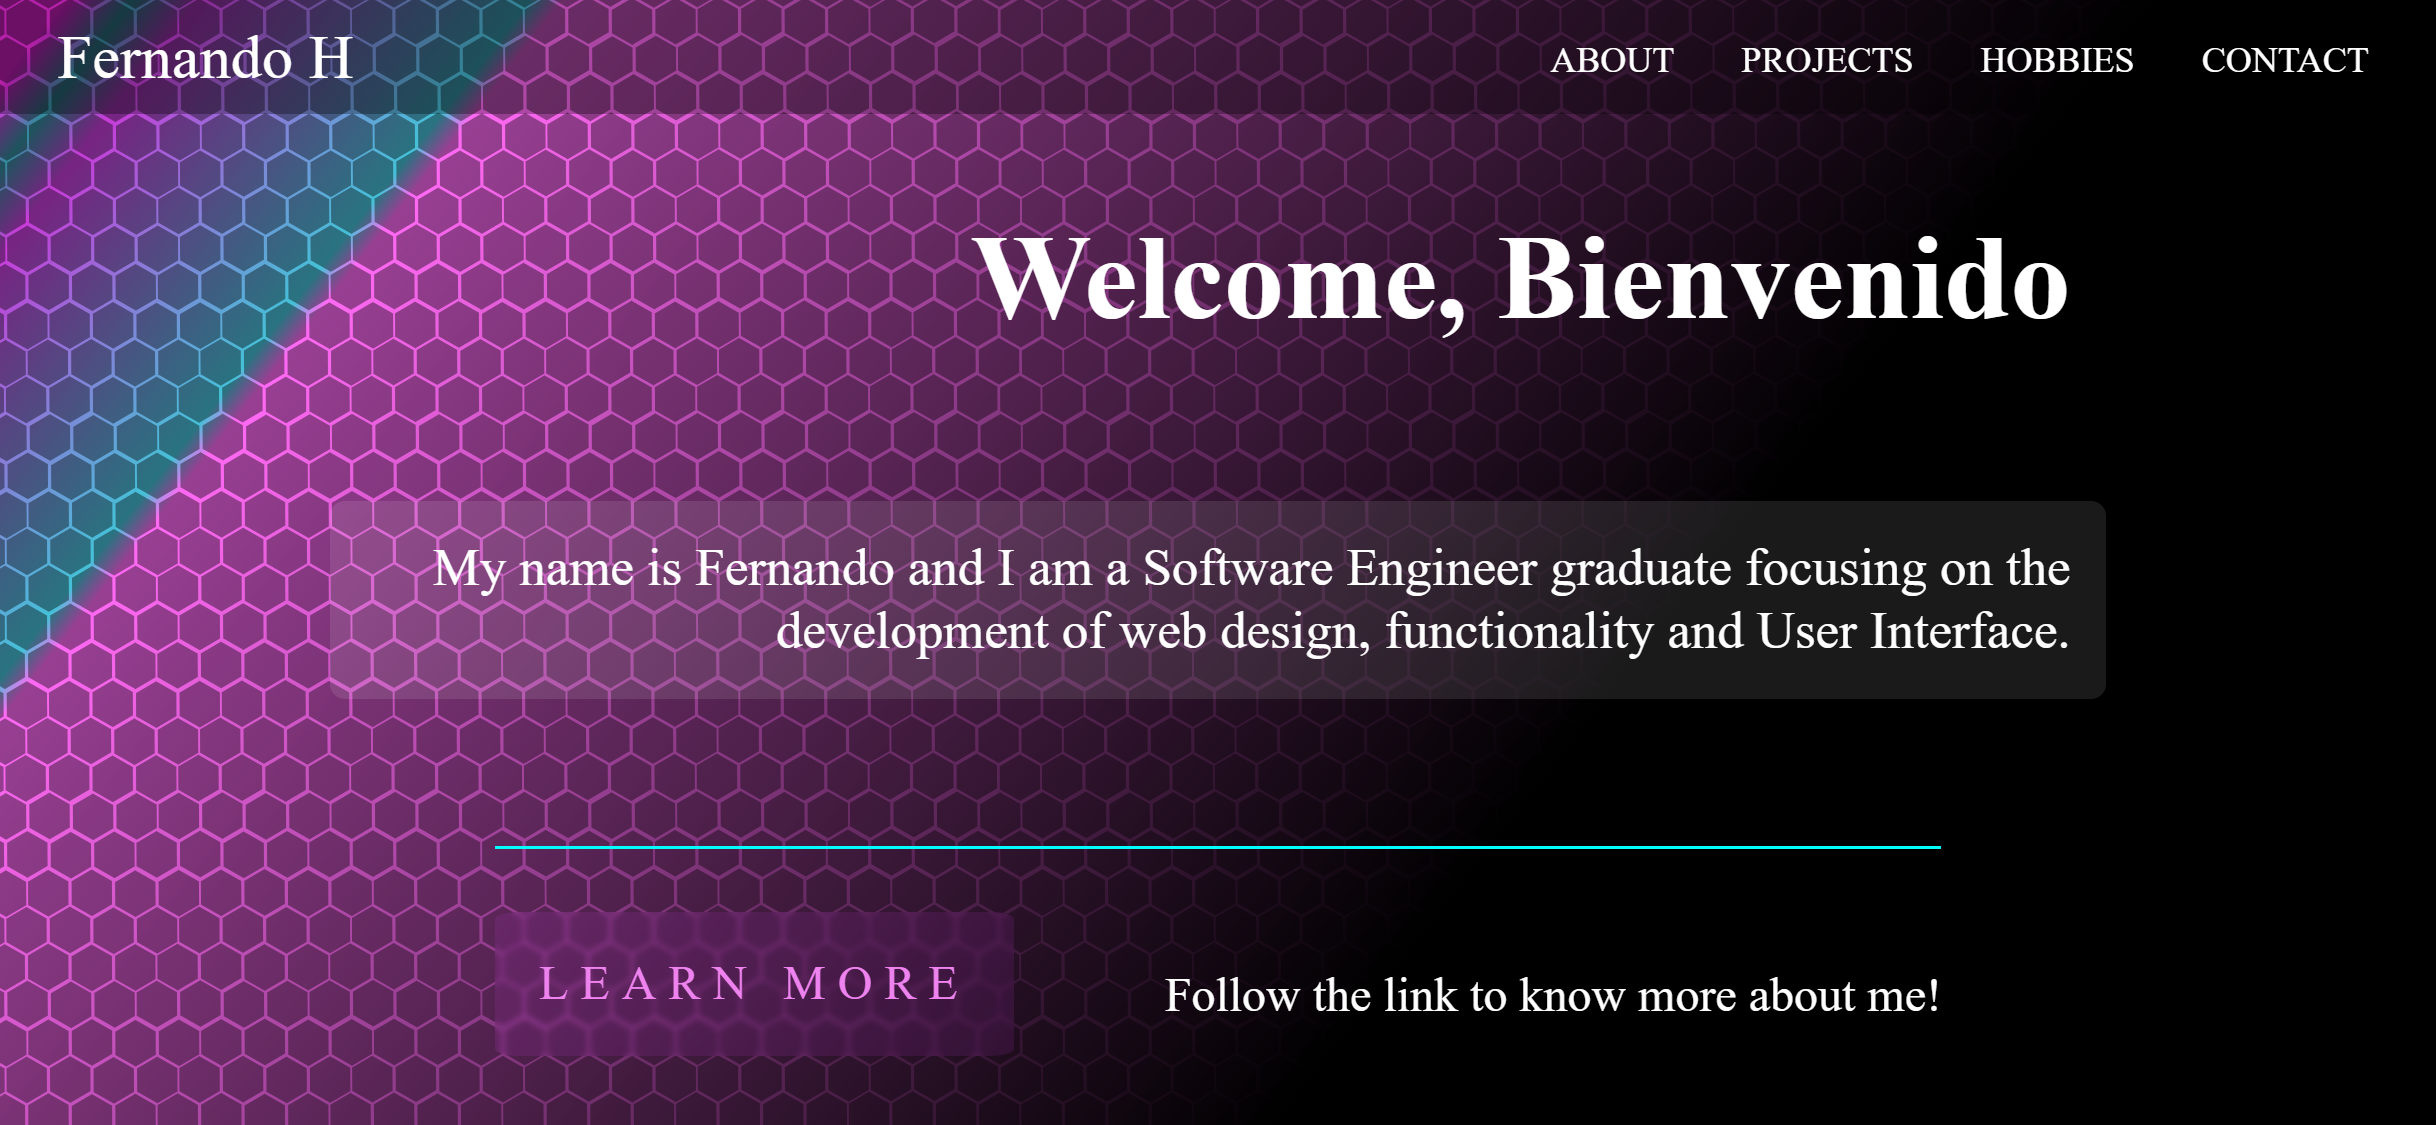 Fernando H
ABOUT PROJECTS HOBBIES CONTACT
Welcome, Bienvenido
My name is Fernando and I am a Software Engineer graduate focusing on the
development of web design, functionality and User Interface.
LEARN MORE
Follow the link to know more about me!